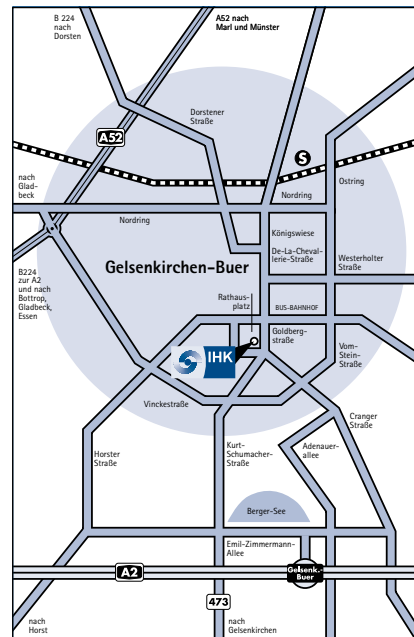 B 224
nach
Dorsten
A52 nach
Marl und Münster
Dorstener
Straße
A52
S
nach
Glad-
beck
Ostring
Nordring
Nordring
Königswiese
De-La-Cheval-
lerie-Straße
Westerholter
Straße
Gelsenkirchen-Buer
B224
zur A2
und nach
Bottrop,
Gladbeck,
Essen
Rathaus-
platz
BUS-BAHNHOF
Goldberg-
straße
IHK
Vom-
Stein-
Straße
Vinckestraße
Cranger
Straße
Horster
Straße
Kurt-
Schumacher-
Straße
Adenauer-
allee
Berger-See
Emil-Zimmermann-
Allee
A2
Gelsenk.-
Buer
473
nach
Horst
nach
Gelsenkirchen